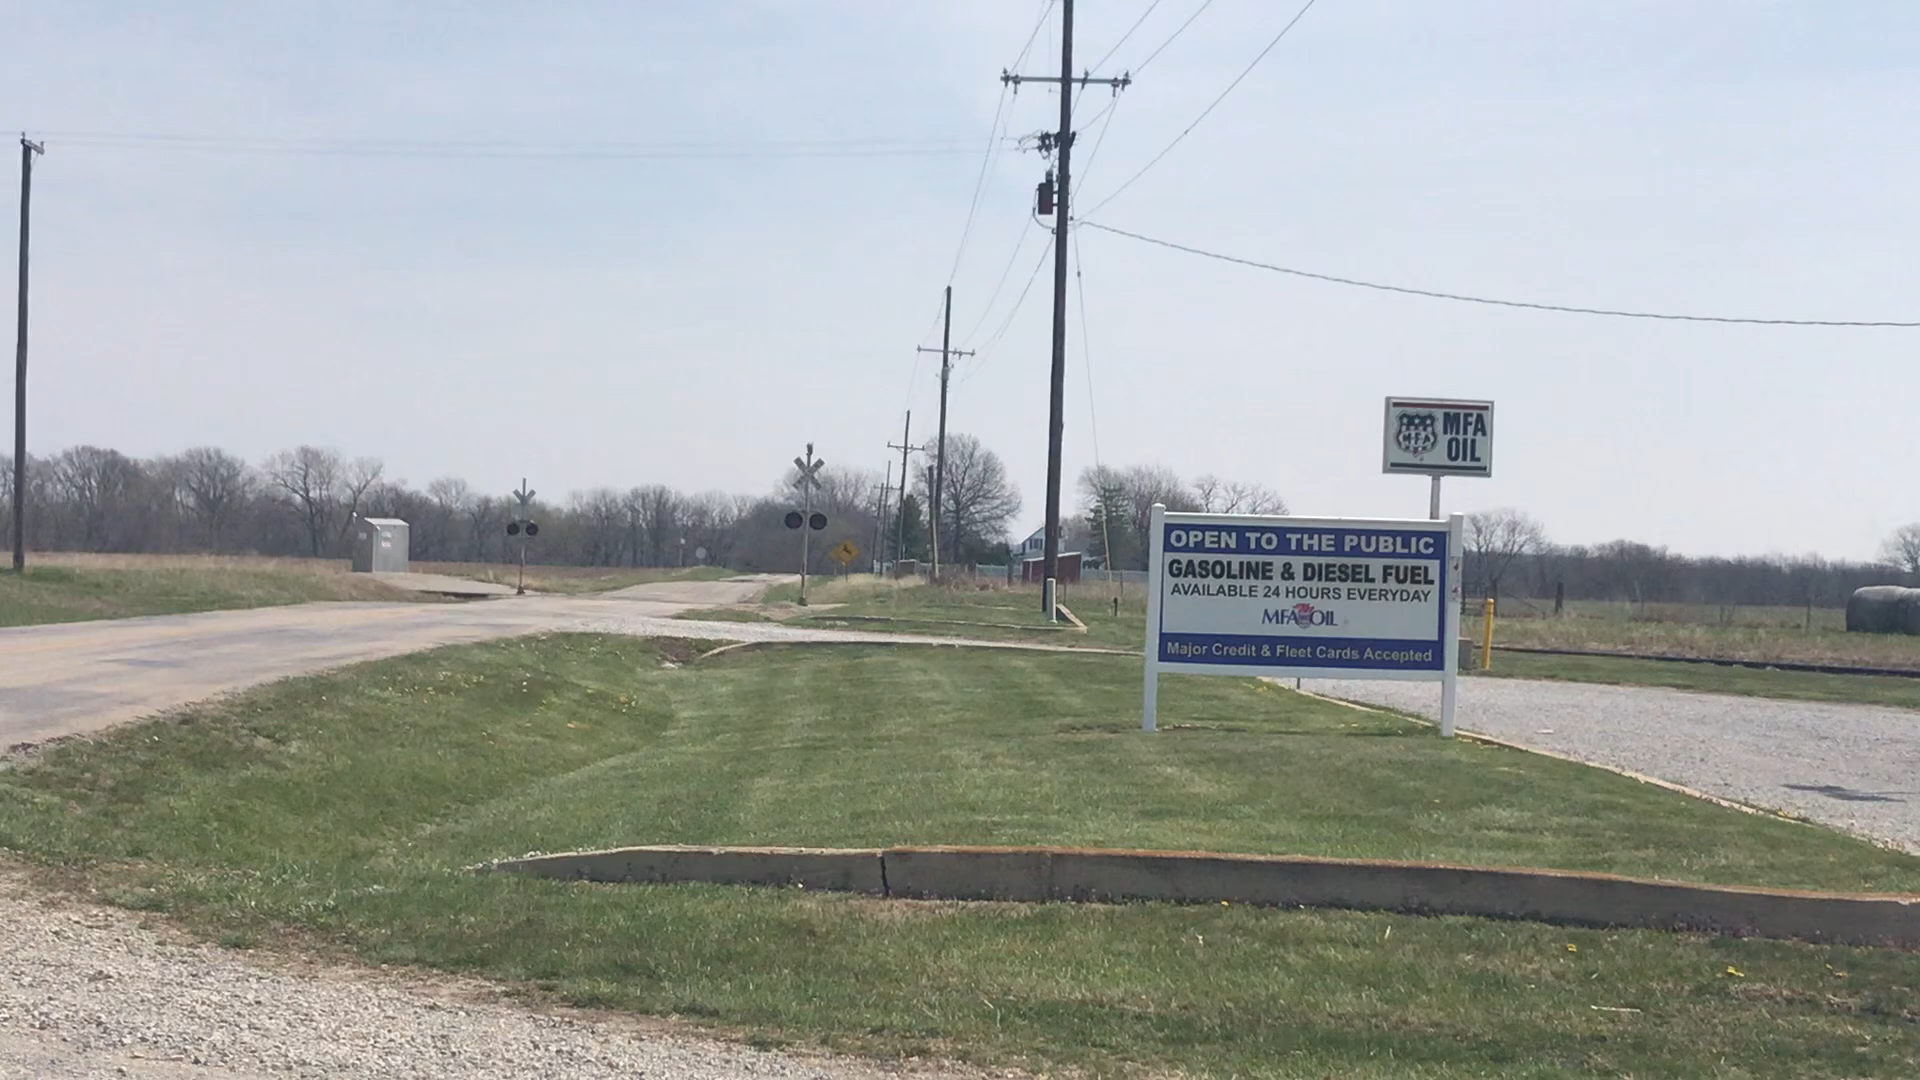 MFA
OIL
MFA
OPEN TO THE PUBLIC
GASOLINE & DIESEL FUEL
AVAILABLE 24 HOURS EVERYDAY
MFA OIL
Major Credit & Fleet Cards Accepted